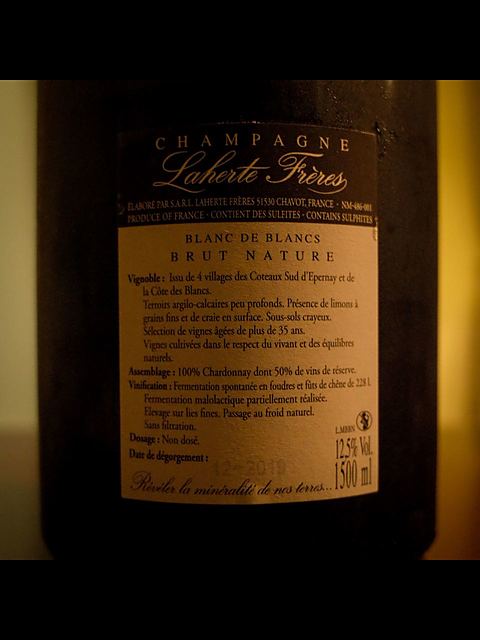 CHAMPAGNE
Laherte Frères
ELABORÉ PAR S.A.R.L. LAHERTE FRÈRES 51530 CHAVOT, FRANCE · NM-486-001
PRODUCE OF FRANCE · CONTIENT DES SULFITES · CONTAINS SULPHITES
BLANC DE BLANCS
BRUT NATURE
Vignoble : Issu de 4 villages des Coteaux Sud d'Epernay et de
la Côte des Blancs.
Terroirs argilo-calcaires peu profonds. Présence de limons à
grains fins et de craie en surface. Sous-sols crayeux.
Sélection de vignes âgées de plus de 35 ans.
Vignes cultivées dans le respect du vivant et des équilibres
naturels.
Assemblage : 100% Chardonnay dont 50% de vins de réserve.
Vinification : Fermentation spontanée en foudres et fûts de chêne de 228 l.
Fermentation malolactique partiellement réalisée.
Elevage sur lies fines. Passage au froid naturel.
Sans filtration.
Dosage : Non dosé.
Date de dégorgement :
12-2019
Révéler la minéralité de nos terres...
L.MBBN
12,5% Vol.
1500 ml